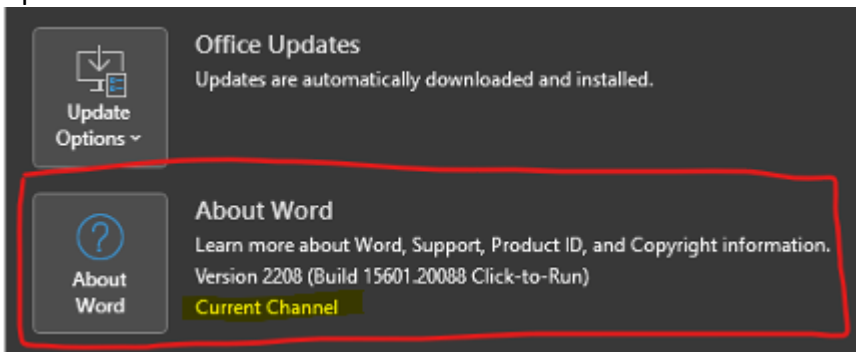 Office Updates
Updates are automatically downloaded and installed.
Update
Options
About Word
Learn more about Word, Support, Product ID, and Copyright information.
Version 2208 (Build 15601.20088 Click-to-Run)
Current Channel
About
Word